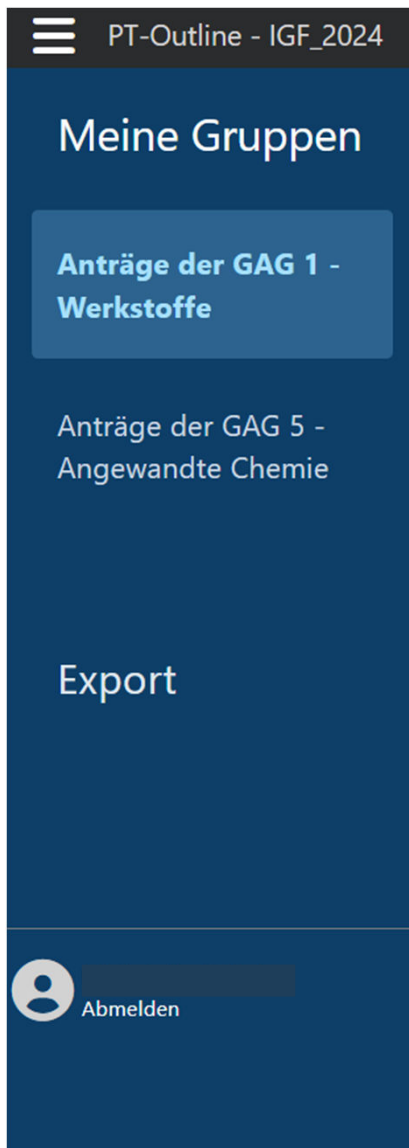 PT-Outline - IGF_2024
Meine Gruppen
Anträge der GAG 1 -
Werkstoffe
Anträge der GAG 5 -
Angewandte Chemie
Export
Abmelden